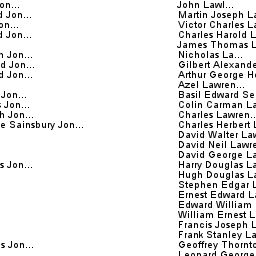 on... John Lawl...
d Jon... Martin Joseph La
on... Victor Charles L
d Jon... Charles Harold L
James Thomas L
n Jon... Nicholas La...
d Jon... Gilbert Alexande
d Jon... Arthur George He
Azel Lawren...
Jon... Basil Edward Se
s Jon... Colin Carman La
h Jon... Charles Lawren...
e Sainsbury Jon... Charles Herbert L
David Walter Law
David Neil Lawre
David George La
s Jon... Harry Douglas La
Hugh Douglas La
Stephen Edgar L
Ernest Edward La
Edward William
William Ernest L
Francis Joseph L
Frank Stanley La
s Jon... Geoffrey Thornto
Leonard George